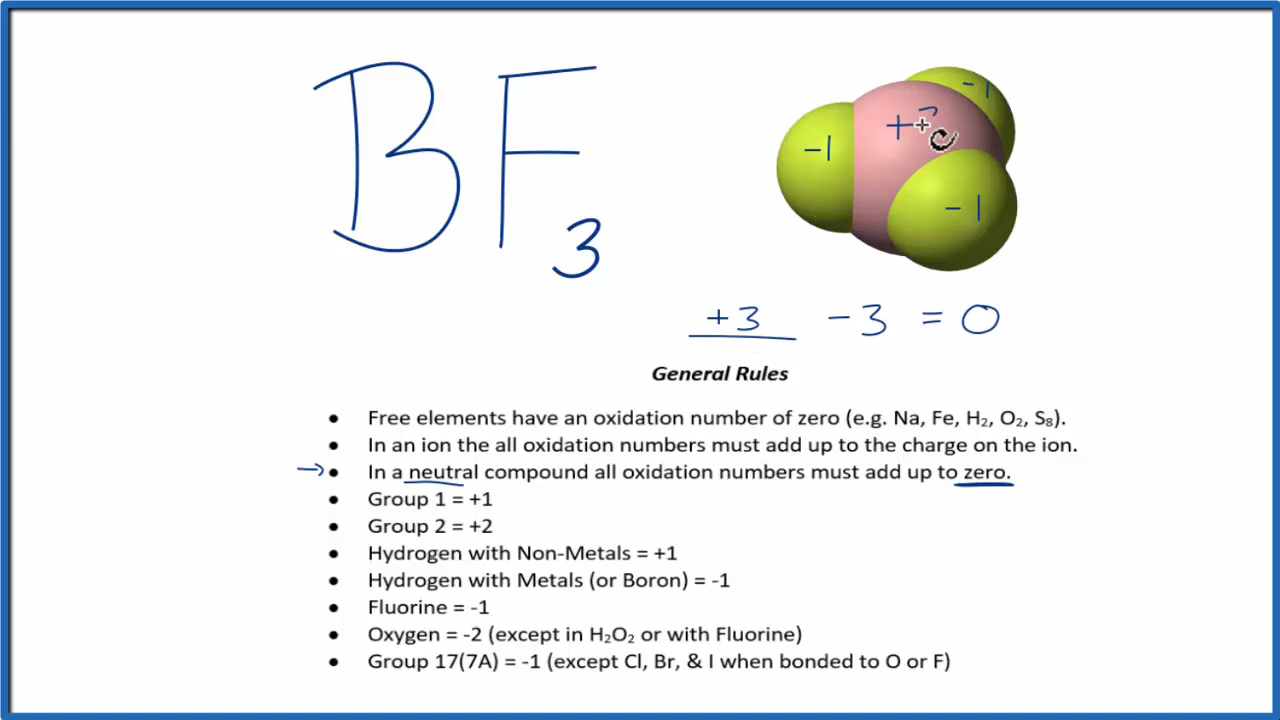 BF₃
-1
+
-1
-1
+3 -3 = 0
General Rules
• Free elements have an oxidation number of zero (e.g. Na, Fe, H₂, O₂, S₈).
• In an ion the all oxidation numbers must add up to the charge on the ion.
→ • In a neutral compound all oxidation numbers must add up to zero.
• Group 1 = +1
• Group 2 = +2
• Hydrogen with Non-Metals = +1
• Hydrogen with Metals (or Boron) = -1
• Fluorine = -1
• Oxygen = -2 (except in H₂O₂ or with Fluorine)
• Group 17(7A) = -1 (except Cl, Br, & I when bonded to O or F)